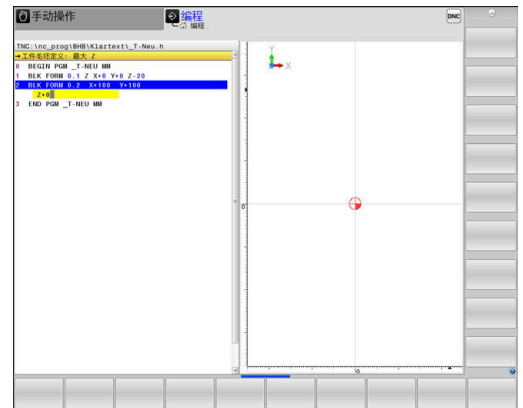 手动操作
编程
编程
DNC
TNC:\nc_prog\BHB\Klartext\_T-Neu.h
→工件毛坯定义: 最大 Z
0 BEGIN PGM _T-NEU MM
1 BLK FORM 0.1 Z X+0 Y+0 Z-20
2 BLK FORM 0.2 X+100 Y+100
Z+0
3 END PGM _T-NEU MM
Y
X
0
0